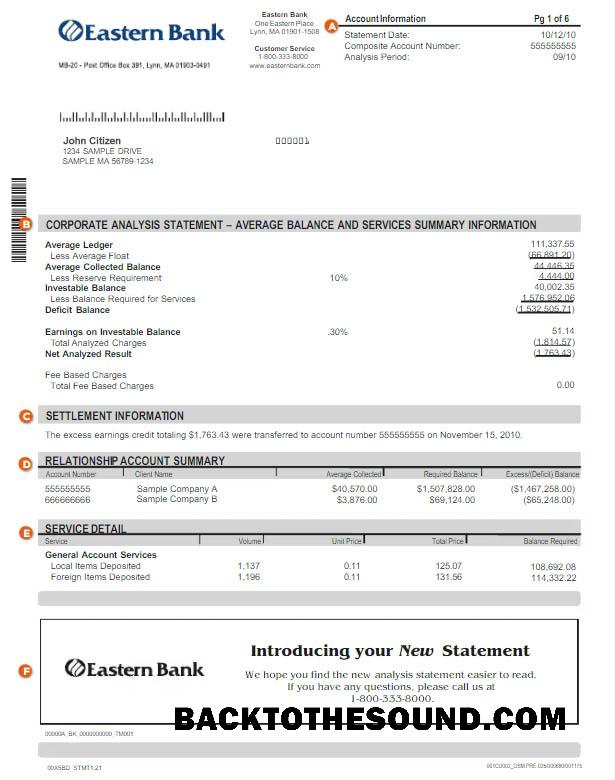 Eastern Bank
MB-20 - Post Office Box 391, Lynn, MA 01903-0491
Eastern Bank
One Eastern Place
Lynn, MA 01901-1508
Customer Service
1-800-333-8000
www.easternbank.com
A
Account Information Pg 1 of 6
Statement Date: 10/12/10
Composite Account Number: 555555555
Analysis Period: 09/10
John Citizen
1234 SAMPLE DRIVE
SAMPLE MA 56789-1234
000001
B
CORPORATE ANALYSIS STATEMENT – AVERAGE BALANCE AND SERVICES SUMMARY INFORMATION
Average Ledger 111,337.55
Less Average Float (66,891.20)
Average Collected Balance 44,446.35
Less Reserve Requirement 10% 4,444.00
Investable Balance 40,002.35
Less Balance Required for Services 1,576,952.06
Deficit Balance (1,532,505.71)
Earnings on Investable Balance .30% 51.14
Total Analyzed Charges (1,814.57)
Net Analyzed Result (1,763.43)
Fee Based Charges
Total Fee Based Charges 0.00
C
SETTLEMENT INFORMATION
The excess earnings credit totaling $1,763.43 were transferred to account number 555555555 on November 15, 2010.
D
RELATIONSHIP ACCOUNT SUMMARY
Account Number Client Name Average Collected Required Balance Excess/(Deficit) Balance
555555555 Sample Company A $40,570.00 $1,507,828.00 ($1,467,258.00)
666666666 Sample Company B $3,876.00 $69,124.00 ($65,248.00)
E
SERVICE DETAIL
Service Volume Unit Price Total Price Balance Required
General Account Services
Local Items Deposited 1,137 0.11 125.07 108,692.08
Foreign Items Deposited 1,196 0.11 131.56 114,332.22
F
Eastern Bank
Introducing your New Statement
We hope you find the new analysis statement easier to read.
If you have any questions, please call us at
1-800-333-8000.
BACKTOTHESOUND.COM
00000A_BK_0000000000_TM001
00X5BD_STMT1.21